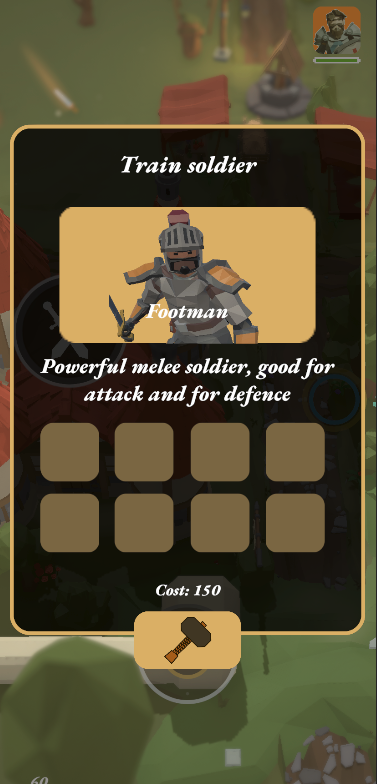 Train soldier
Footman
Powerful melee soldier, good for
attack and for defence
Cost: 150
60